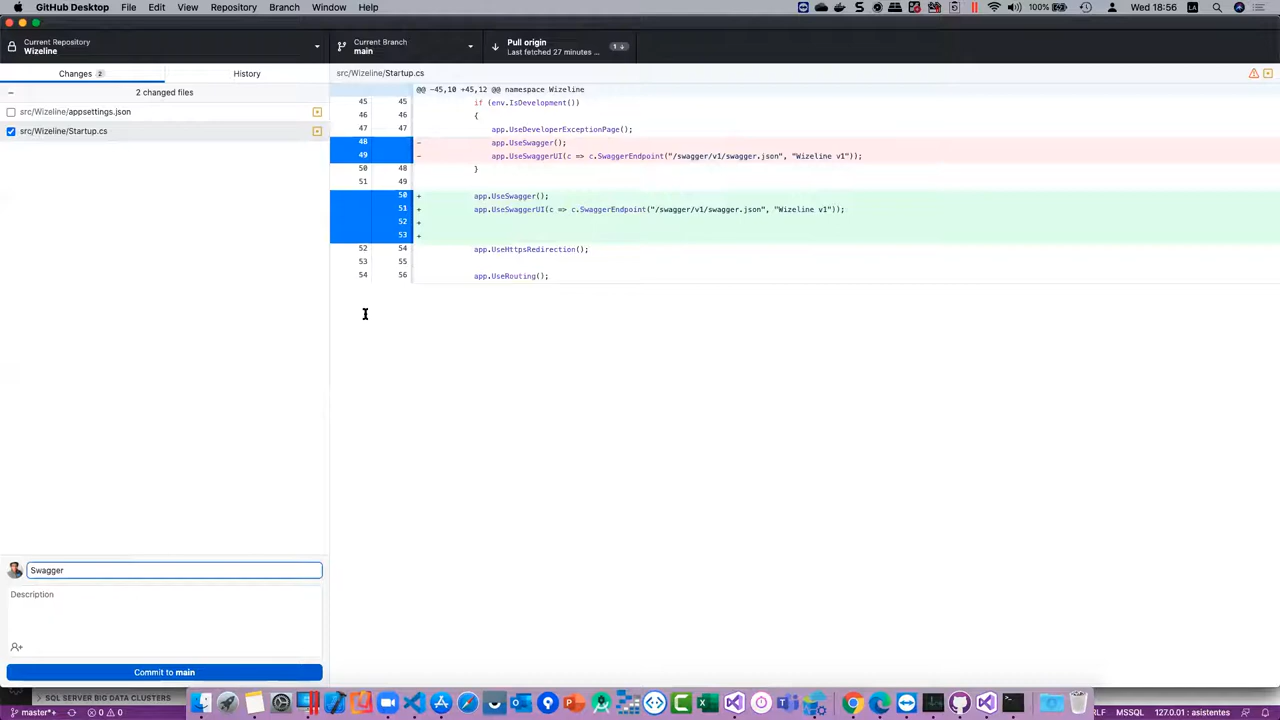 GitHub Desktop File Edit View Repository Branch Window Help 100% Wed 18:56
Current Repository
Wizeline
Current Branch
main
Pull origin
Last fetched 27 minutes ...
1↓
Changes 2
History
2 changed files
src/Wizeline/appsettings.json
src/Wizeline/Startup.cs
src/Wizeline/Startup.cs
@@ -45,10 +45,12 @@ namespace Wizeline
45 45 if (env.IsDevelopment())
46 46 {
47 47 app.UseDeveloperExceptionPage();
48 - app.UseSwagger();
49 - app.UseSwaggerUI(c => c.SwaggerEndpoint("/swagger/v1/swagger.json", "Wizeline v1"));
50 48 }
51 49
50 + app.UseSwagger();
51 + app.UseSwaggerUI(c => c.SwaggerEndpoint("/swagger/v1/swagger.json", "Wizeline v1"));
52 +
53 +
52 54 app.UseHttpsRedirection();
53 55
54 56 app.UseRouting();
Swagger
Description
Commit to main
SQL SERVER BIG DATA CLUSTERS
master* 0 0 RLF MSSQL 127.0.01 : asistentes